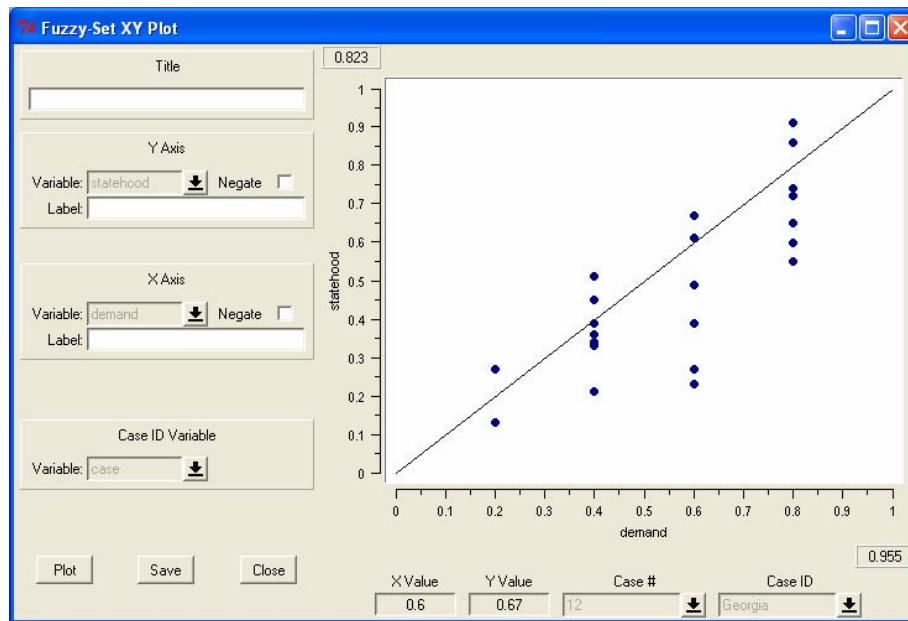 Fuzzy-Set XY Plot
Title
Y Axis
Variable: statehood Negate
Label:
X Axis
Variable: demand Negate
Label:
Case ID Variable
Variable: case
Plot Save Close
0.823
1
0.9
0.8
0.7
0.6
0.5
0.4
0.3
0.2
0.1
0
statehood
0 0.1 0.2 0.3 0.4 0.5 0.6 0.7 0.8 0.9 1
demand
0.955
X Value Y Value Case # Case ID
0.6 0.67 12 Georgia